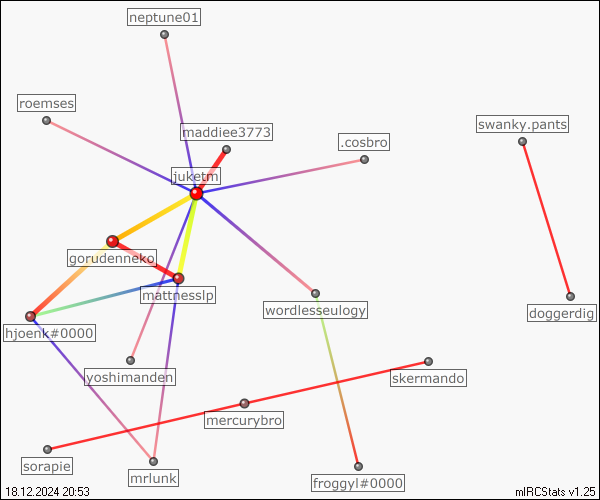 neptune01
roemses
maddiee3773
swanky.pants
.cosbro
juketm
gorudenneko
mattnesslp
wordlesseulogy
doggerdig
hjoenk#0000
yoshimanden
skermando
mercurybro
sorapie
mrlunk
froggyl#0000
18.12.2024 20:53
mIRCStats v1.25